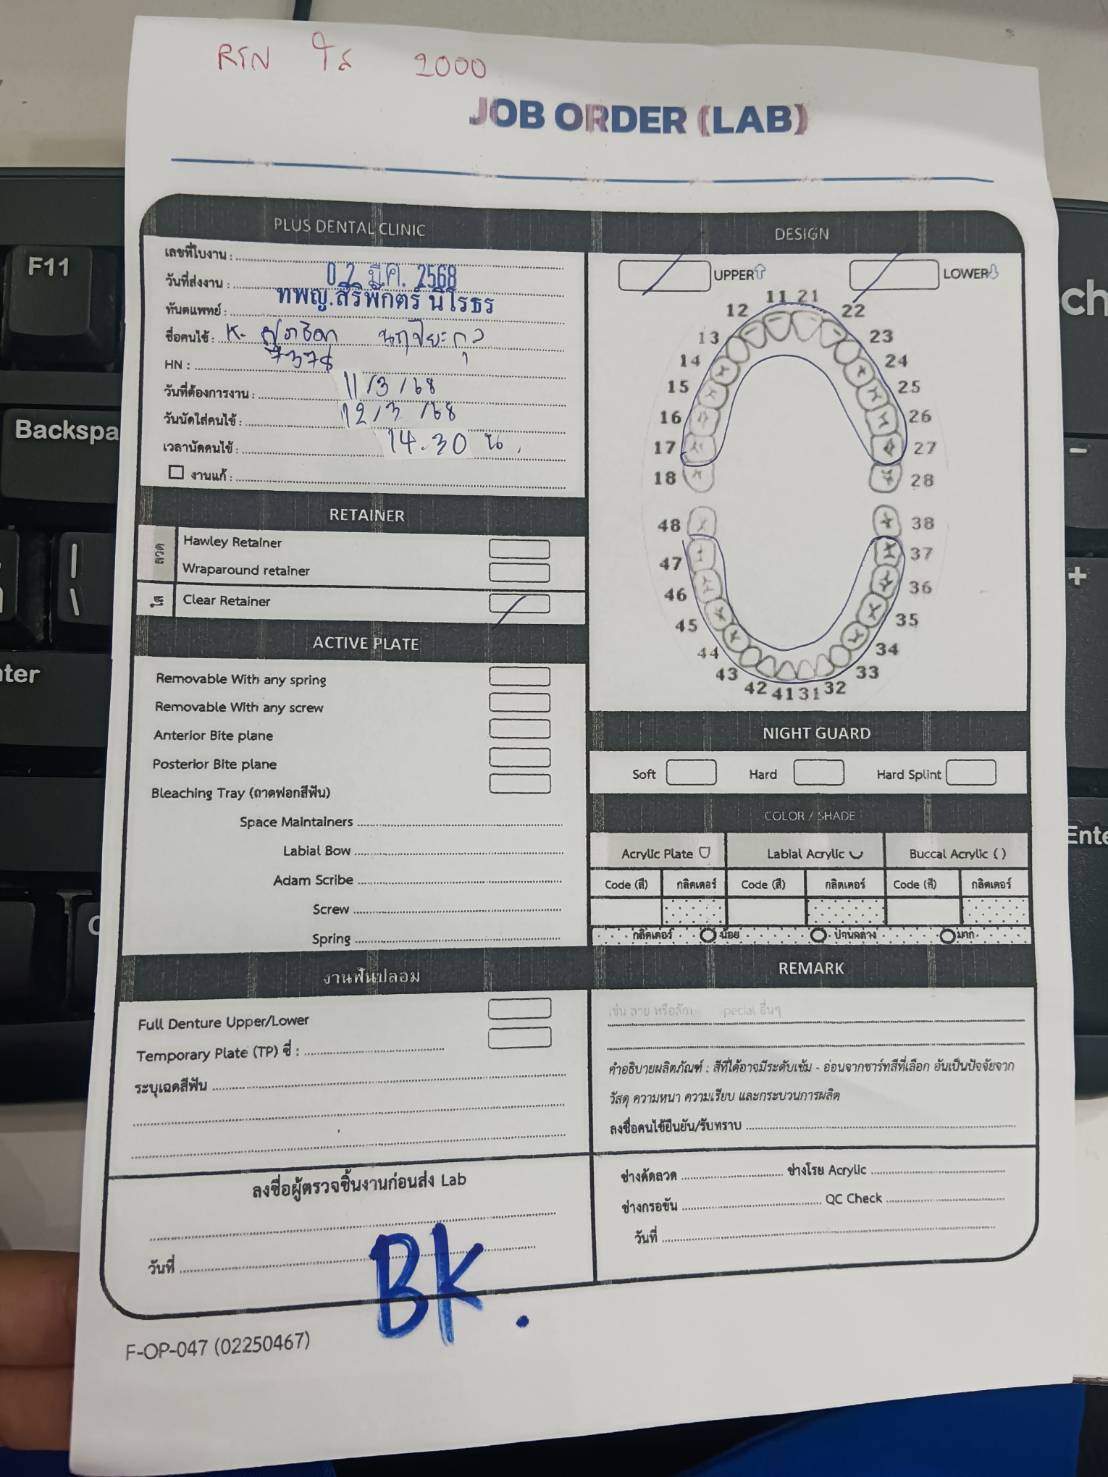 RTN ใส 2000
JOB ORDER (LAB)
PLUS DENTAL CLINIC
เลขที่ใบงาน :
วันที่ส่งงาน : 02 มี.ค. 2568
ทันตแพทย์ : ทพญ.สิริพักตร์ นิโรธร
ชื่อคนไข้ : K-
HN : 7378
วันที่ต้องการงาน : 11/3/68
วันนัดใส่คนไข้ : 12/3/68
เวลานัดคนไข้ : 14.30 น.
งานแก้ :
RETAINER
ลวด
Hawley Retainer
Wraparound retainer
ใส
Clear Retainer
ACTIVE PLATE
Removable With any spring
Removable With any screw
Anterior Bite plane
Posterior Bite plane
Bleaching Tray (ถาดฟอกสีฟัน)
Space Maintainers
Labial Bow
Adam Scribe
Screw
Spring
งานฟันปลอม
Full Denture Upper/Lower
Temporary Plate (TP) ซี่ :
ระบุเฉดสีฟัน
ลงชื่อผู้ตรวจชิ้นงานก่อนส่ง Lab
วันที่
BK.
DESIGN
UPPER LOWER
11 21
12 22
13 23
14 24
15 25
16 26
17 27
18 28
48 38
47 37
46 36
45 35
44 34
43 33
42 41 31 32
NIGHT GUARD
Soft Hard Hard Splint
COLOR / SHADE
Acrylic Plate Labial Acrylic Buccal Acrylic ( )
Code (สี) กลิตเตอร์ Code (สี) กลิตเตอร์ Code (สี) กลิตเตอร์
กลิตเตอร์ น้อย ปานกลาง มาก
REMARK
เช่น ลาย หรือ pecial อื่นๆ
คำอธิบายผลิตภัณฑ์ : สีที่ได้อาจมีระดับเข้ม - อ่อนจากชาร์ทสีที่เลือก อันเป็นปัจจัยจาก
วัสดุ ความหนา ความเรียบ และกระบวนการผลิต
ลงชื่อคนไข้ยืนยัน/รับทราบ
ช่างดัดลวด ช่างโรย Acrylic
ช่างกรอขัน QC Check
วันที่
F-OP-047 (02250467)
F11
Backspa
Ente